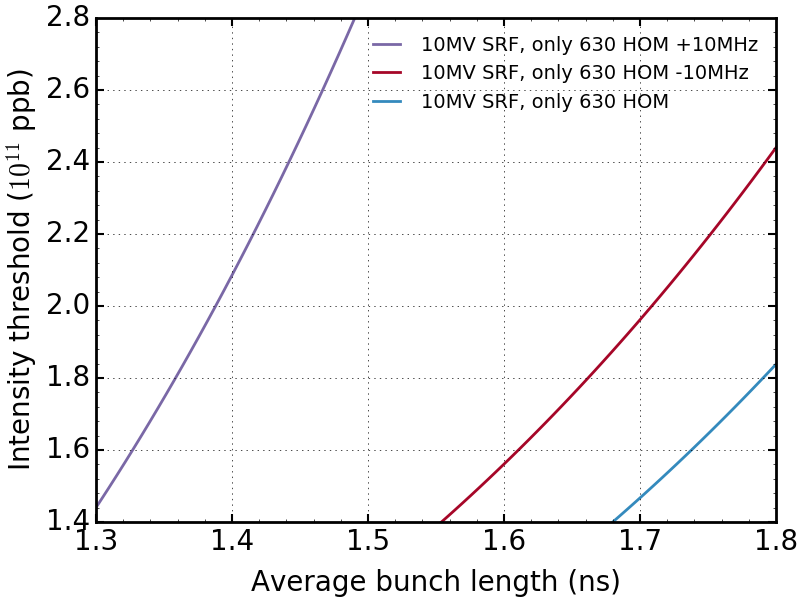 2.8
2.6
2.4
2.2
2.0
1.8
1.6
1.4
Intensity threshold (10^11 ppb)
10MV SRF, only 630 HOM +10MHz
10MV SRF, only 630 HOM -10MHz
10MV SRF, only 630 HOM
1.3 1.4 1.5 1.6 1.7 1.8
Average bunch length (ns)